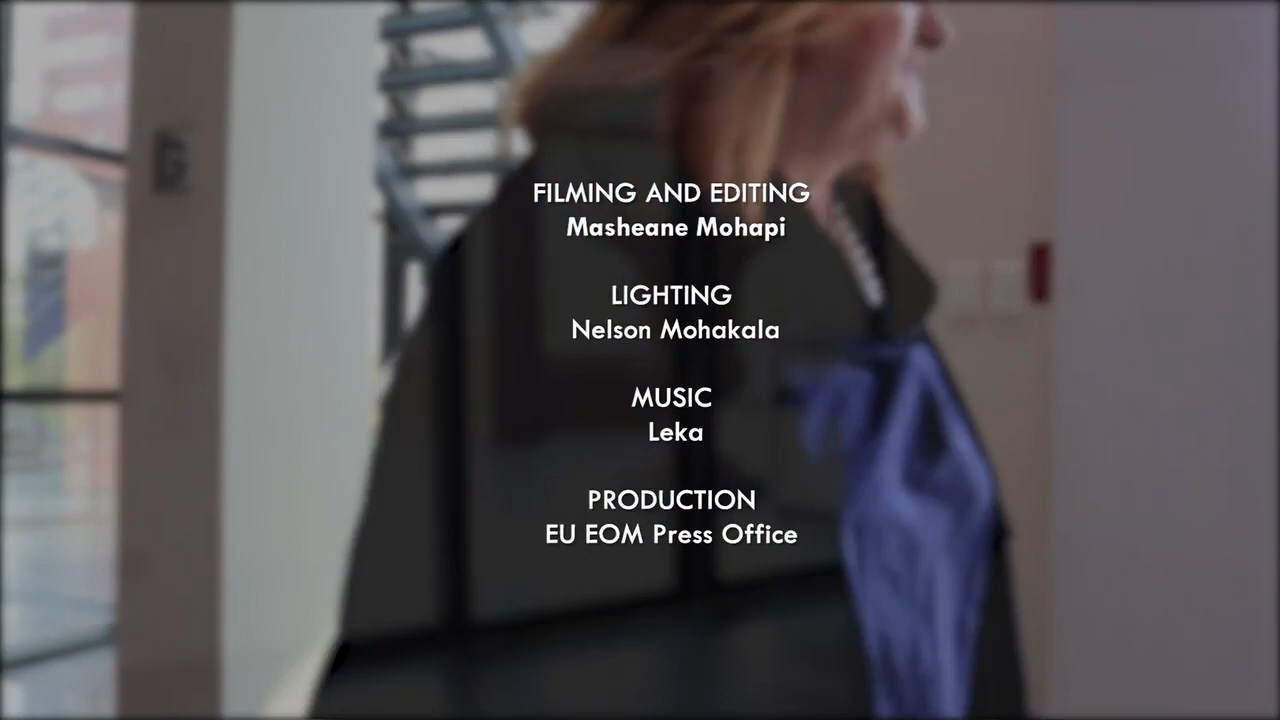 G
FILMING AND EDITING
Masheane Mohapi
LIGHTING
Nelson Mohakala
MUSIC
Leka
PRODUCTION
EU EOM Press Office